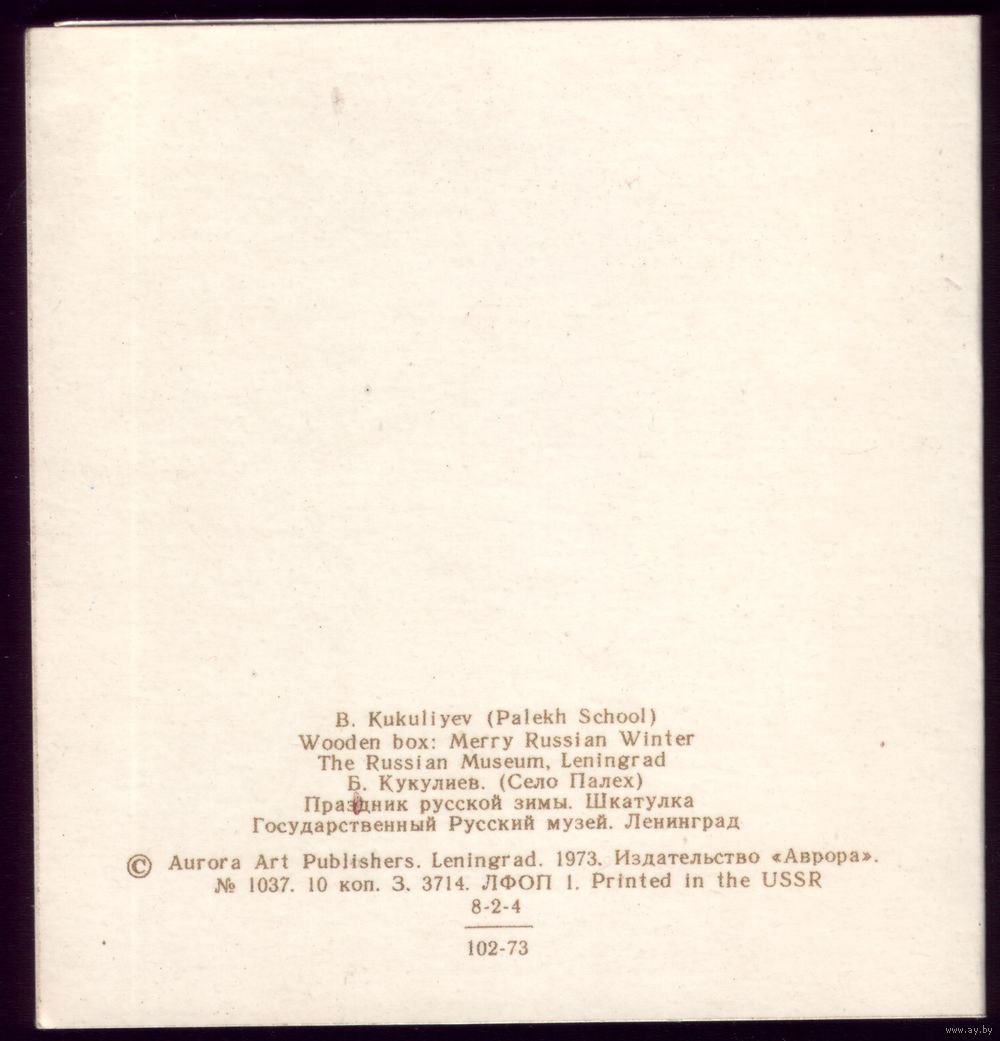 B. Kukuliyev (Palekh School)
Wooden box: Merry Russian Winter
The Russian Museum, Leningrad
Б. Кукулиев. (Село Палех)
Праздник русской зимы. Шкатулка
Государственный Русский музей. Ленинград
© Aurora Art Publishers. Leningrad. 1973. Издательство «Аврора».
№ 1037. 10 коп. З. 3714. ЛФОП 1. Printed in the USSR
8-2-4
102-73
www.ay.by